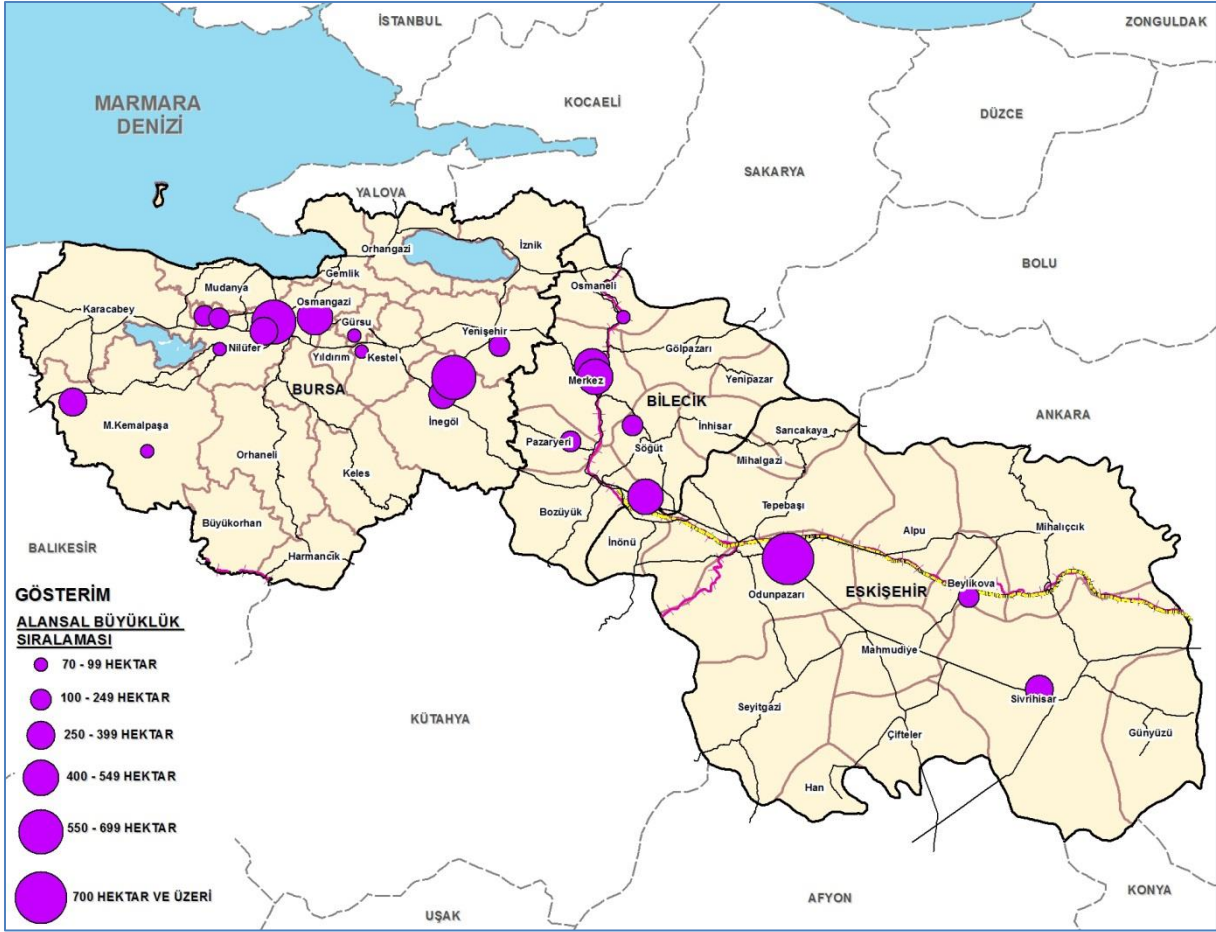 İSTANBUL
ZONGULDAK
MARMARA
DENİZİ
KOCAELİ
DÜZCE
SAKARYA
YALOVA
BOLU
İznik
Orhangazi
Gemlik
Mudanya
Osmaneli
Karacabey
Osmangazi
Gürsu
Yenişehir
Nilüfer
Yıldırım
Kestel
Gölpazarı
Merkez
Yenipazar
BURSA
BİLECİK
ANKARA
M.Kemalpaşa
İnegöl
İnhisar
Sarıcakaya
Pazaryeri
Söğüt
Mihalgazi
Orhaneli
Keles
Büyükorhan
Bozüyük
Tepebaşı
Alpu
Mihalıççık
İnönü
BALIKESİR
Harmancık
Beylikova
Odunpazarı
ESKİŞEHİR
Mahmudiye
Sivrihisar
Seyitgazi
Çifteler
Günyüzü
Han
KÜTAHYA
UŞAK
AFYON
KONYA
GÖSTERİM
ALANSAL BÜYÜKLÜK
SIRALAMASI
70 - 99 HEKTAR
100 - 249 HEKTAR
250 - 399 HEKTAR
400 - 549 HEKTAR
550 - 699 HEKTAR
700 HEKTAR VE ÜZERİ